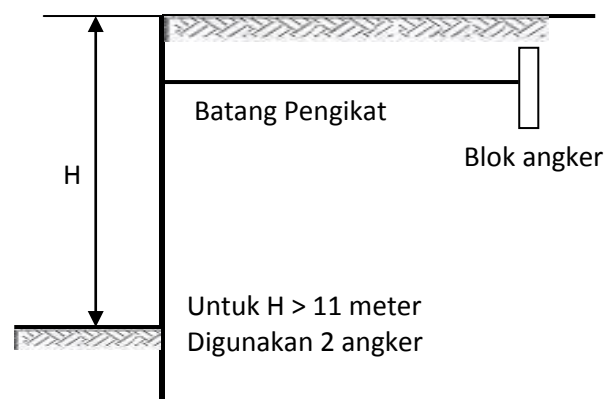 Batang Pengikat
Blok angker
H
Untuk H > 11 meter
Digunakan 2 angker